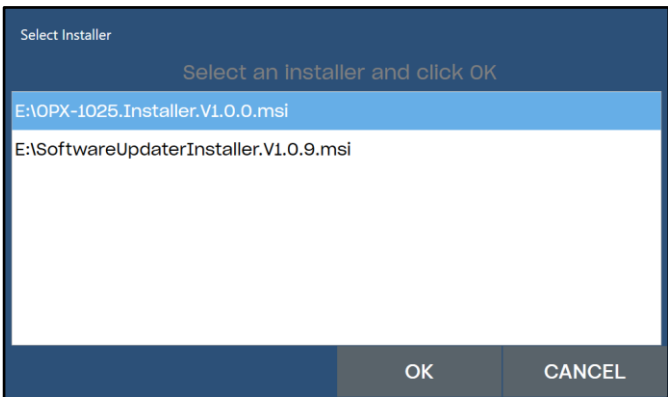 Select Installer
Select an installer and click OK
E:\OPX-1025.Installer.V1.0.0.msi
E:\SoftwareUpdaterInstaller.V1.0.9.msi
OK CANCEL